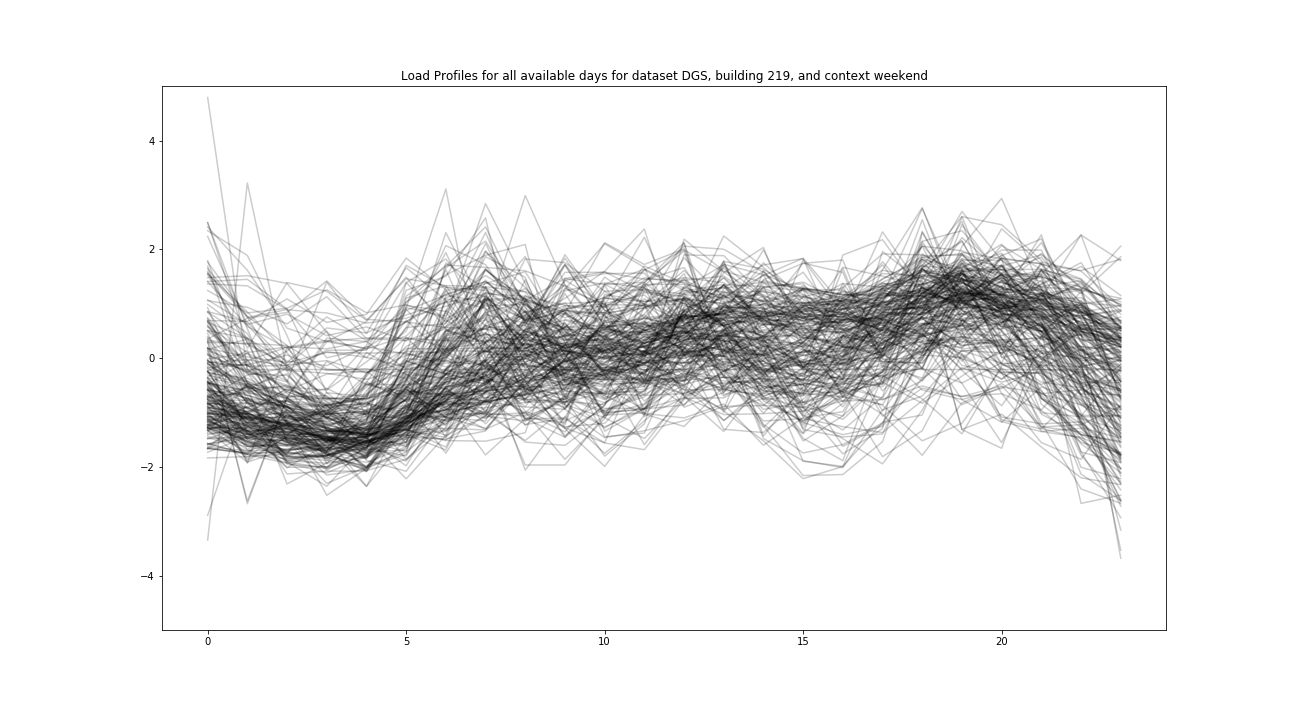 Load Profiles for all available days for dataset DGS, building 219, and context weekend
4
2
0
−2
−4
0 5 10 15 20